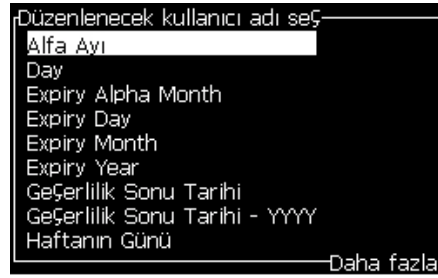 Düzenlenecek kullanıcı adı seç
Alfa Ayı
Day
Expiry Alpha Month
Expiry Day
Expiry Month
Expiry Year
Geçerlilik Sonu Tarihi
Geçerlilik Sonu Tarihi - YYYY
Haftanın Günü
Daha fazla